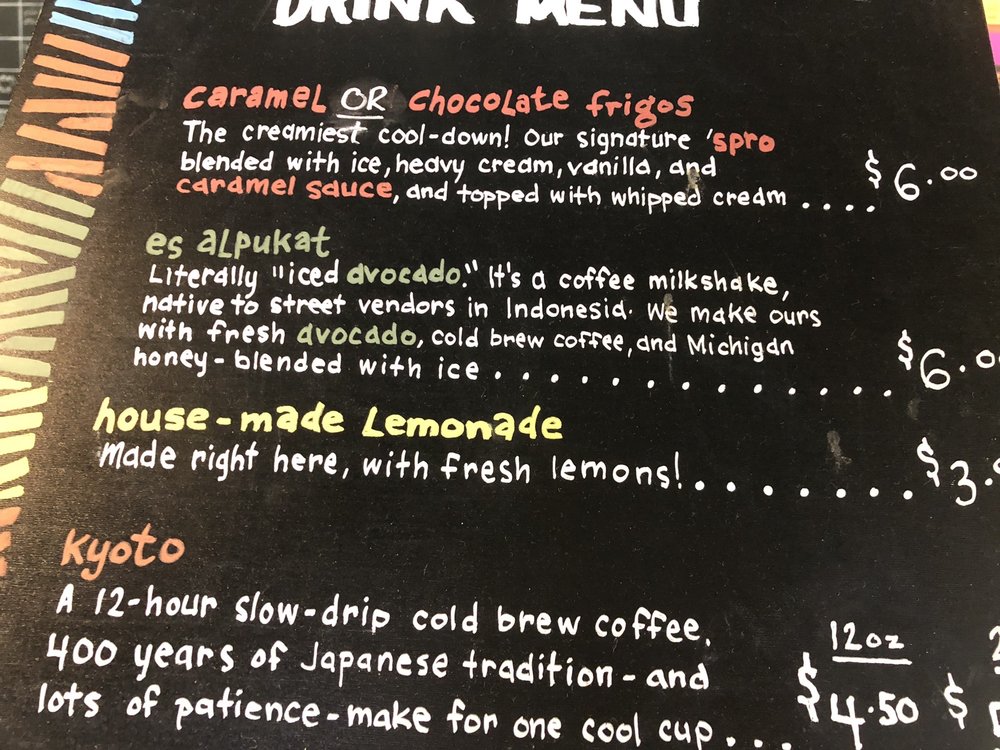 DRINK MENU
caramel OR chocolate frigos
The creamiest cool-down! Our signature 'spro
blended with ice, heavy cream, vanilla, and
caramel sauce, and topped with whipped cream .... $6.00
es alpukat
Literally "iced avocado." It's a coffee milkshake,
native to street vendors in Indonesia. We make ours
with fresh avocado, cold brew coffee, and Michigan
honey-blended with ice .............. $6.0
house-made Lemonade
Made right here, with fresh lemons!........ $3.
kyoto
A 12-hour slow-drip cold brew coffee.
400 years of Japanese tradition-and 12oz
lots of patience-make for one cool cup... $4.50 $